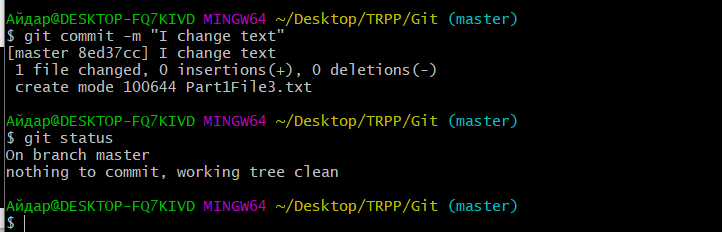 Айдар@DESKTOP-FQ7KIVD MINGW64 ~/Desktop/TRPP/Git (master)
$ git commit -m "I change text"
[master 8ed37cc] I change text
 1 file changed, 0 insertions(+), 0 deletions(-)
 create mode 100644 Part1File3.txt

Айдар@DESKTOP-FQ7KIVD MINGW64 ~/Desktop/TRPP/Git (master)
$ git status
On branch master
nothing to commit, working tree clean

Айдар@DESKTOP-FQ7KIVD MINGW64 ~/Desktop/TRPP/Git (master)
$